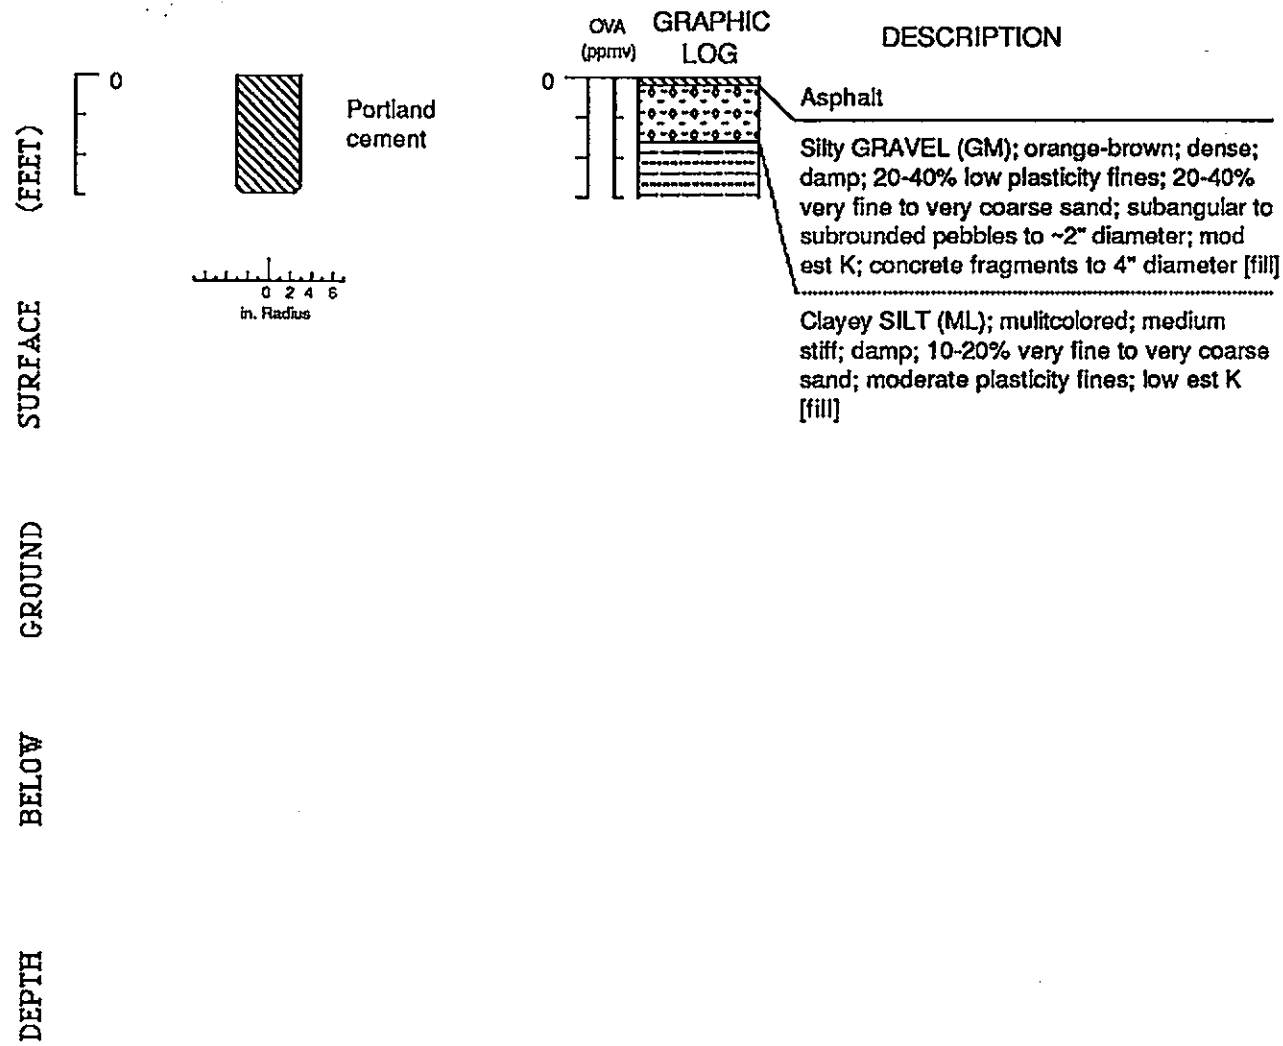 OVA
(ppmv)
GRAPHIC
LOG
DESCRIPTION
0
Portland
cement
0
Asphalt
Silty GRAVEL (GM); orange-brown; dense;
damp; 20-40% low plasticity fines; 20-40%
very fine to very coarse sand; subangular to
subrounded pebbles to ~2" diameter; mod
est K; concrete fragments to 4" diameter [fill]
Clayey SILT (ML); mulitcolored; medium
stiff; damp; 10-20% very fine to very coarse
sand; moderate plasticity fines; low est K
[fill]
0 2 4 6
in. Radius
DEPTH BELOW GROUND SURFACE (FEET)